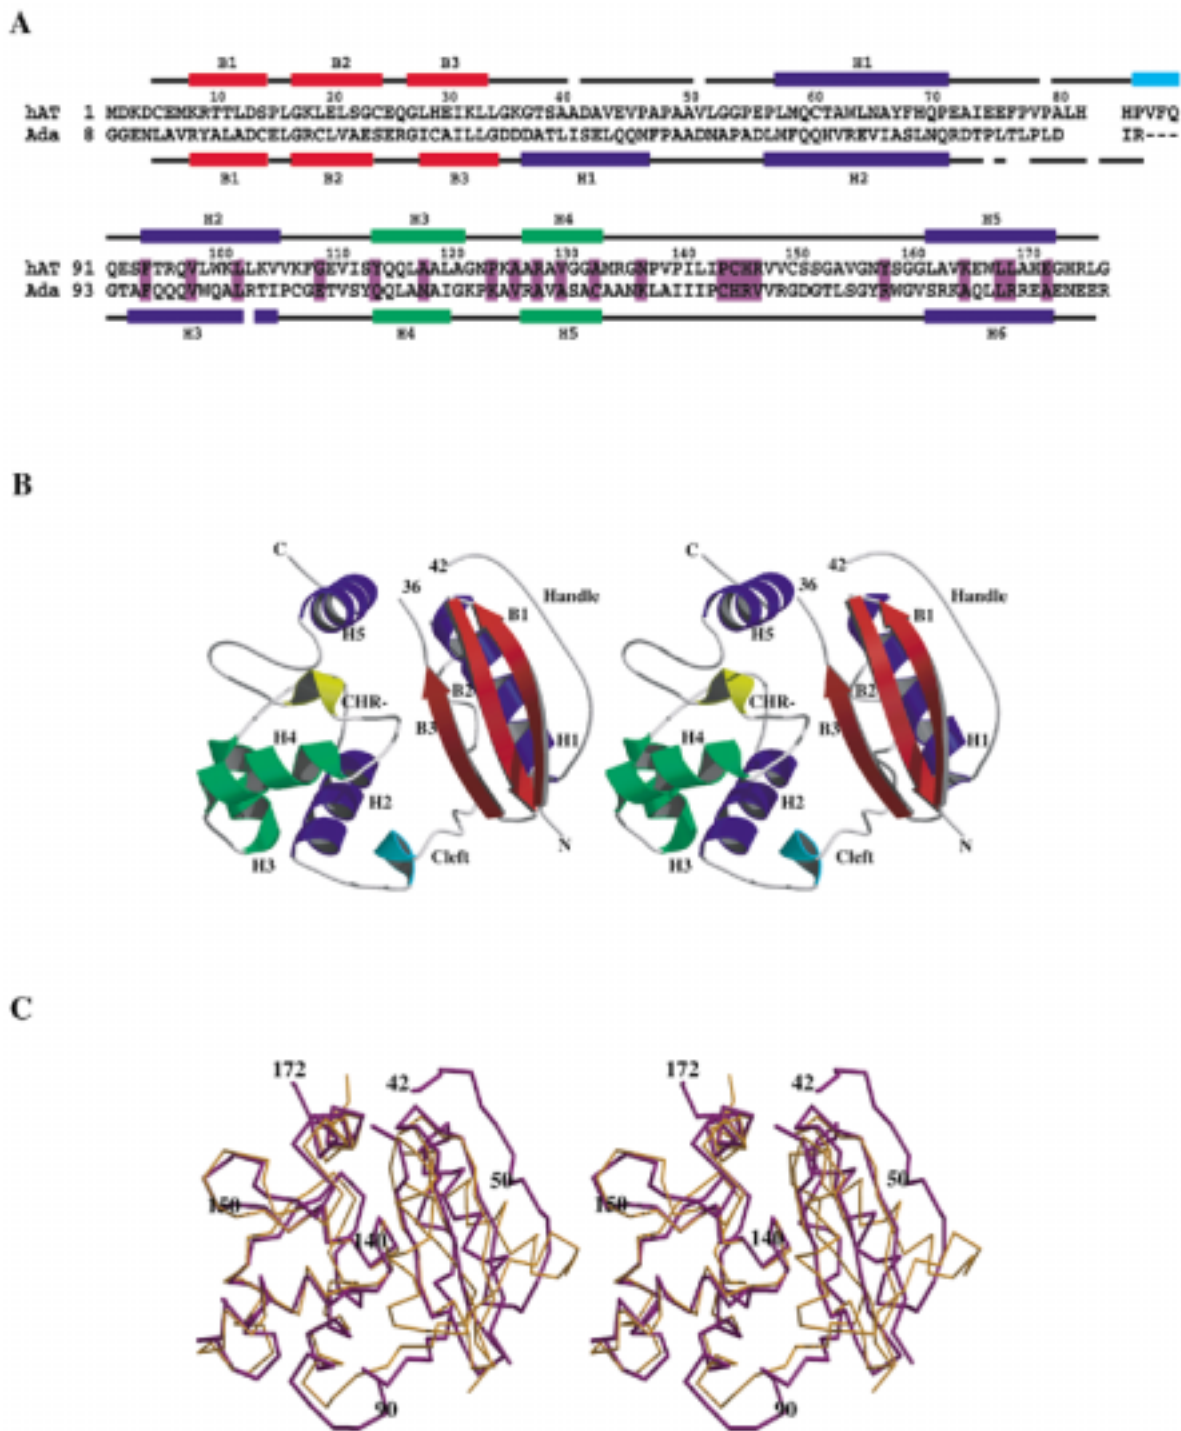 A
B1 B2 B3 H1
10 20 30 40 50 60 70 80
hAT 1 MDKDCEMKRTTLDSPLGKLELSGCEQGLHEIKLLGKGTSAADAVEVPAPAAVLGGPEPLMQCTAWLNAYFHQPEAIEEFPVPALH HPVFQ
Ada 8 GGENLAVRYALADCELGRCLVAESERGICAILLGDDDATLISELQQMFPAADNAPADLMFQQHVREVIASLNQRDTPLTLPLD IR---
B1 B2 B3 H1 H2
H2 H3 H4 H5
100 110 120 130 140 150 160 170
hAT 91 QESFTRQVLWKLLKVVKFGEVISYQQLAALAGNPKAARAVGGAMRGNPVPILIPCHRVVCSSGAVGNYSGGLAVKEWLLAHEGHRLG
Ada 93 GTAFQQQVWQALRTIPCGETVSYQQLANAIGKPKAVRAVASACAANKLAIIIPCHRVVRGDGTLSGYRWGVSRKAQLLRREAENEER
H3 H4 H5 H6
B
C 42 36 Handle B1 H5 B2 CHR- B3 H4 H1 H2 Cleft N H3
C 42 36 Handle B1 H5 B2 CHR- B3 H4 H1 H2 Cleft N H3
C
172 42 50 150 140 90
172 42 50 150 140 90